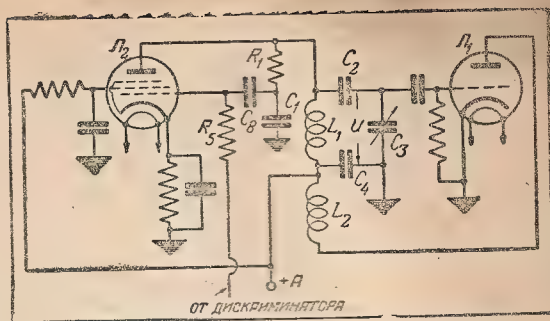 Л₂
R₁
C₂
Л₁
C₁
R₅
C₈
L₁
u
C₃
C₄
L₂
+A
ОТ ДИСКРИМИНАТОРА